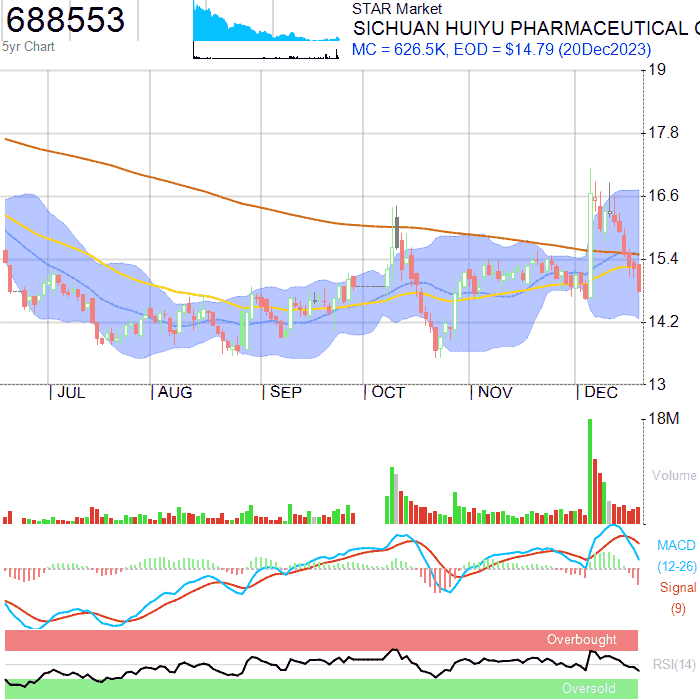 688553
5yr Chart
STAR Market
SICHUAN HUIYU PHARMACEUTICAL
MC = 626.5K, EOD = $14.79 (20Dec2023)
19
17.8
16.6
15.4
14.2
13
JUL AUG SEP OCT NOV DEC
18M
Volume
MACD
(12-26)
Signal
(9)
Overbought
RSI(14)
Oversold